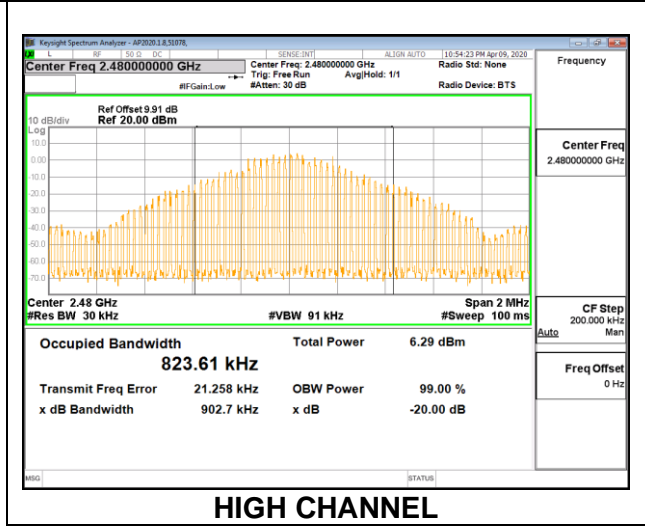 Keysight Spectrum Analyzer - AP2020.1.8,51078,
L RF 50 Ω DC SENSE:INT ALIGN AUTO 10:54:23 PM Apr 09, 2020
Center Freq 2.480000000 GHz Center Freq: 2.480000000 GHz Radio Std: None Frequency
Trig: Free Run Avg|Hold: 1/1
#IFGain:Low #Atten: 30 dB Radio Device: BTS
Ref Offset 9.91 dB
10 dB/div Ref 20.00 dBm
Log
10.0
0.00
-10.0
-20.0
-30.0
-40.0
-50.0
-60.0
-70.0
Center Freq
2.480000000 GHz
Center 2.48 GHz Span 2 MHz
#Res BW 30 kHz #VBW 91 kHz #Sweep 100 ms
CF Step
200.000 kHz
Auto Man
Occupied Bandwidth Total Power 6.29 dBm
823.61 kHz
Freq Offset
0 Hz
Transmit Freq Error 21.258 kHz OBW Power 99.00 %
x dB Bandwidth 902.7 kHz x dB -20.00 dB
MSG STATUS
HIGH CHANNEL